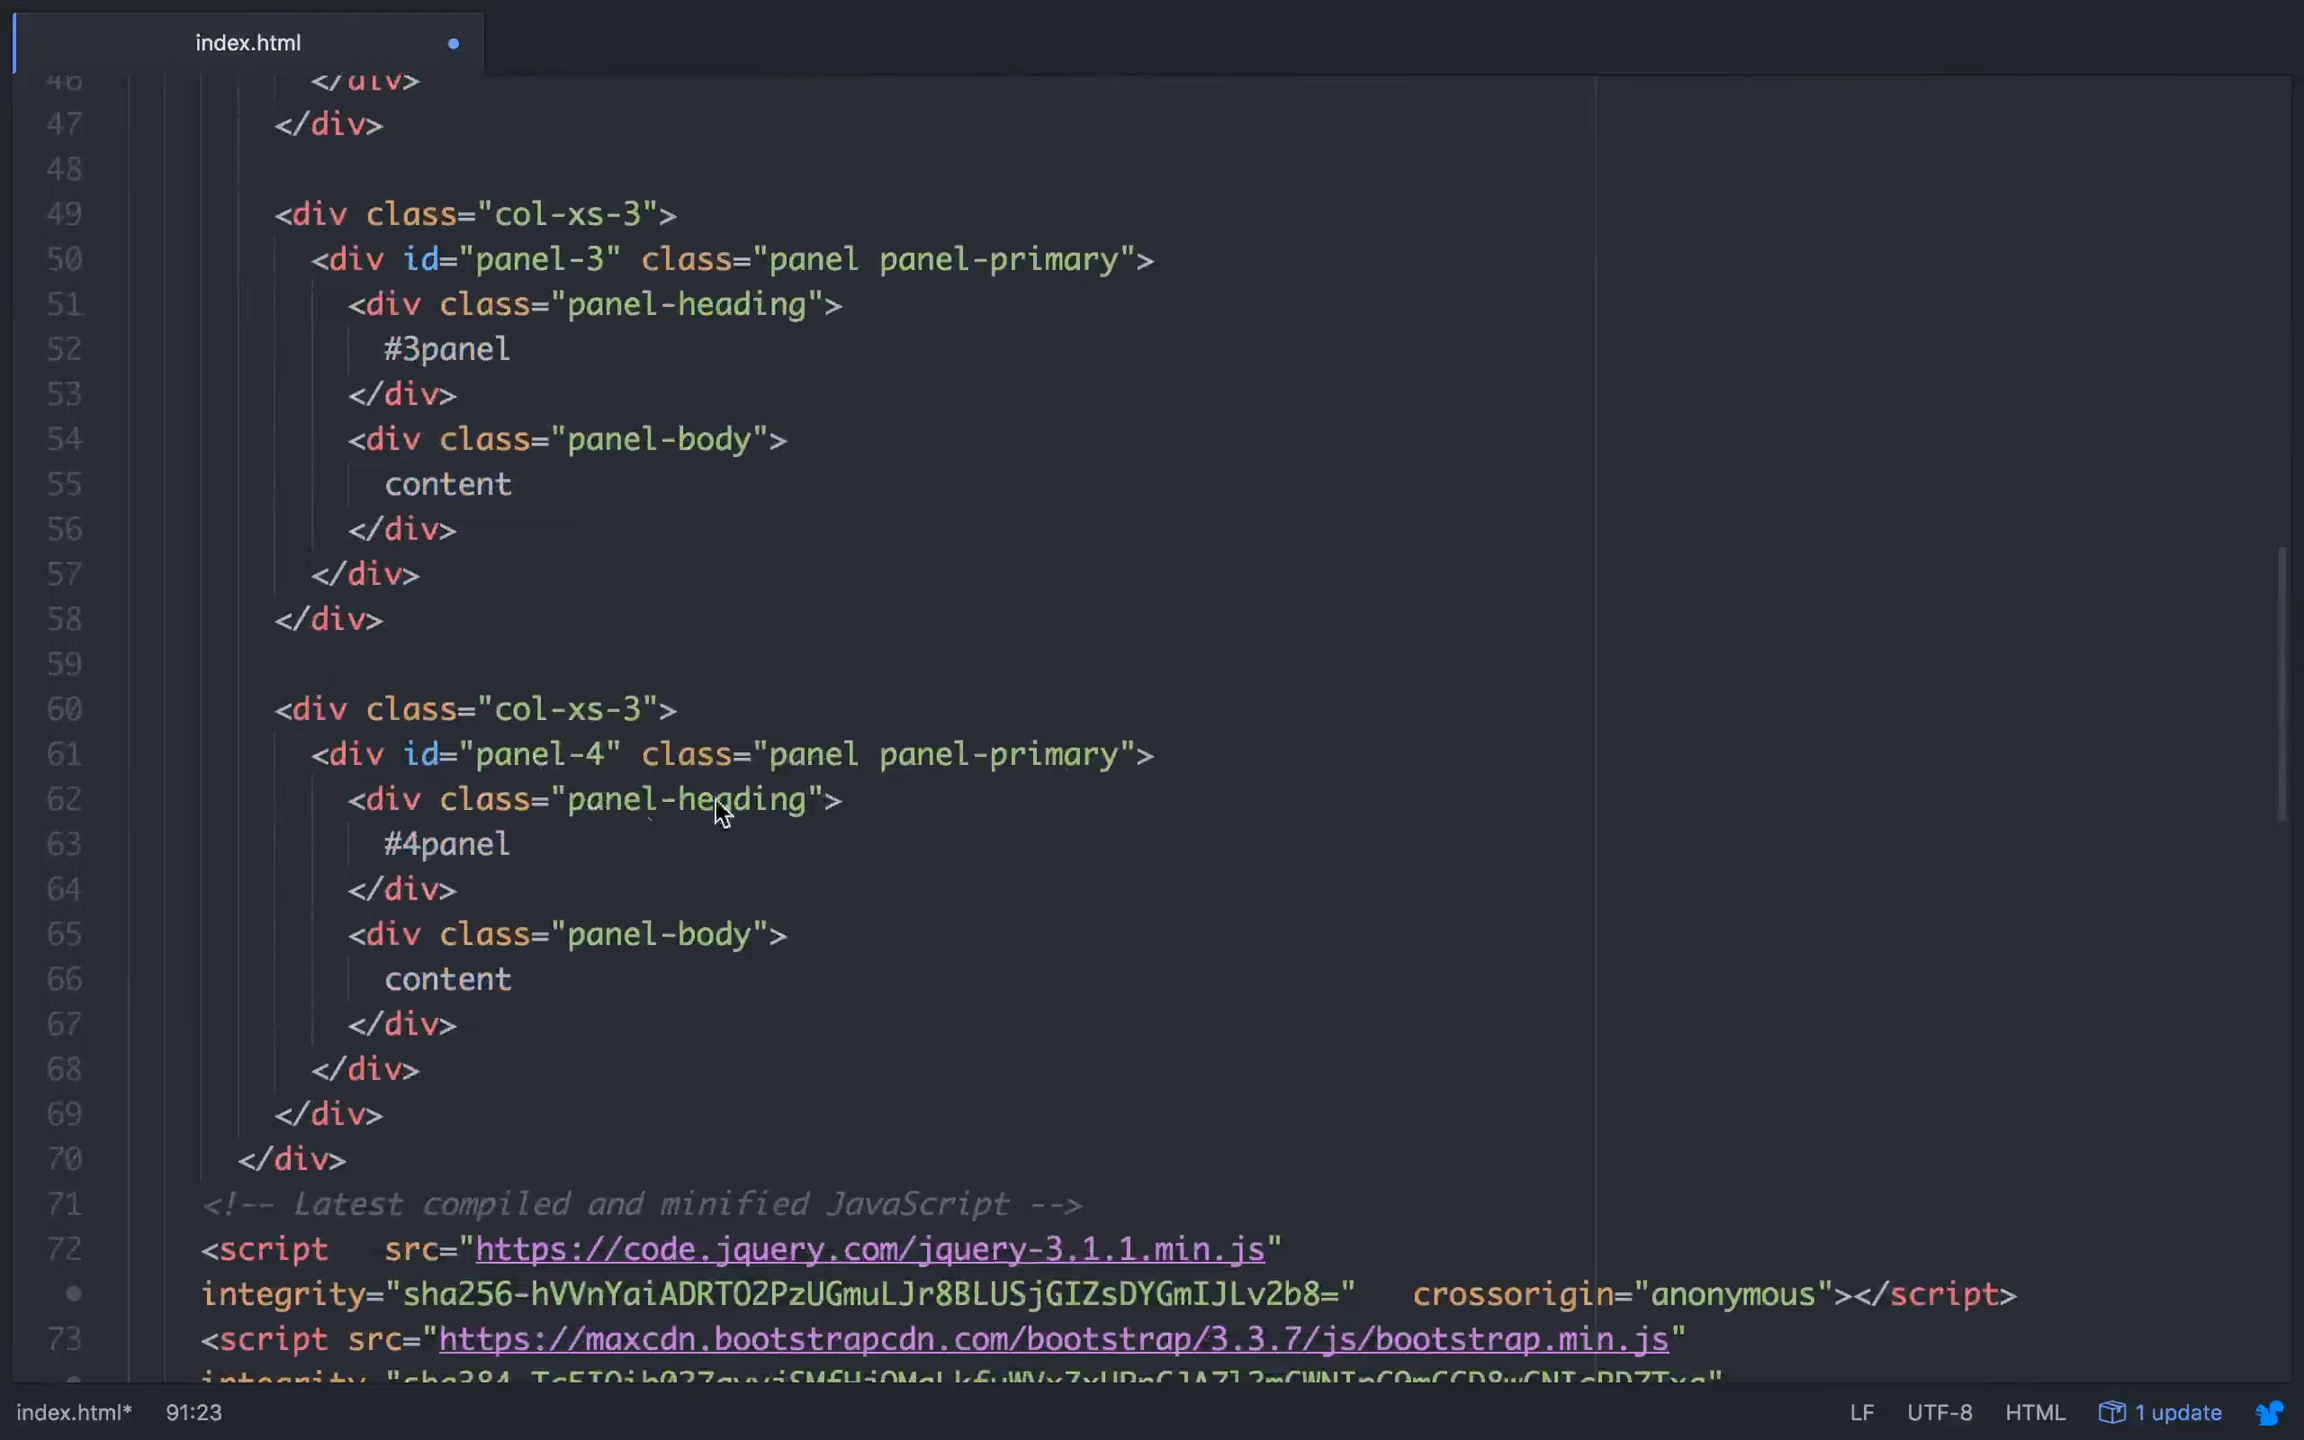 index.html
46 </div>
47 </div>
48
49 <div class="col-xs-3">
50 <div id="panel-3" class="panel panel-primary">
51 <div class="panel-heading">
52 #3panel
53 </div>
54 <div class="panel-body">
55 content
56 </div>
57 </div>
58 </div>
59
60 <div class="col-xs-3">
61 <div id="panel-4" class="panel panel-primary">
62 <div class="panel-heading">
63 #4panel
64 </div>
65 <div class="panel-body">
66 content
67 </div>
68 </div>
69 </div>
70 </div>
71 <!-- Latest compiled and minified JavaScript -->
72 <script   src="https://code.jquery.com/jquery-3.1.1.min.js"
integrity="sha256-hVVnYaiADRTO2PzUGmuLJr8BLUSjGIZsDYGmIJLv2b8="   crossorigin="anonymous"></script>
73 <script src="https://maxcdn.bootstrapcdn.com/bootstrap/3.3.7/js/bootstrap.min.js"
index.html* 91:23 LF UTF-8 HTML 1 update